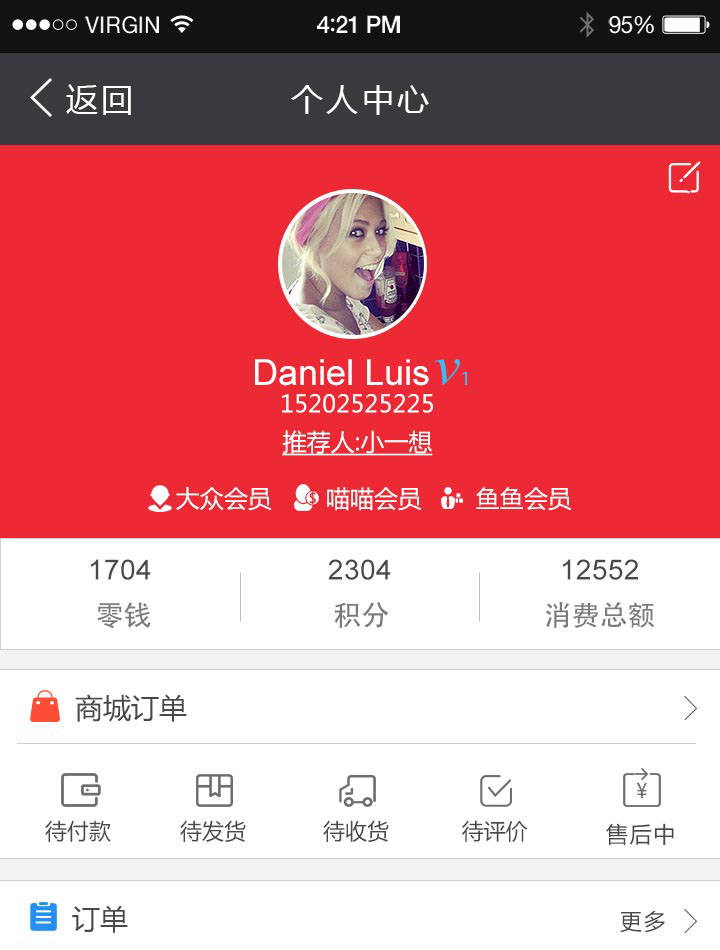 VIRGIN 4:21 PM 95%
返回 个人中心
Daniel Luis V1
15202525225
推荐人:小一想
大众会员 喵喵会员 鱼鱼会员
1704 2304 12552
零钱 积分 消费总额
商城订单
¥
待付款 待发货 待收货 待评价 售后中
订单 更多